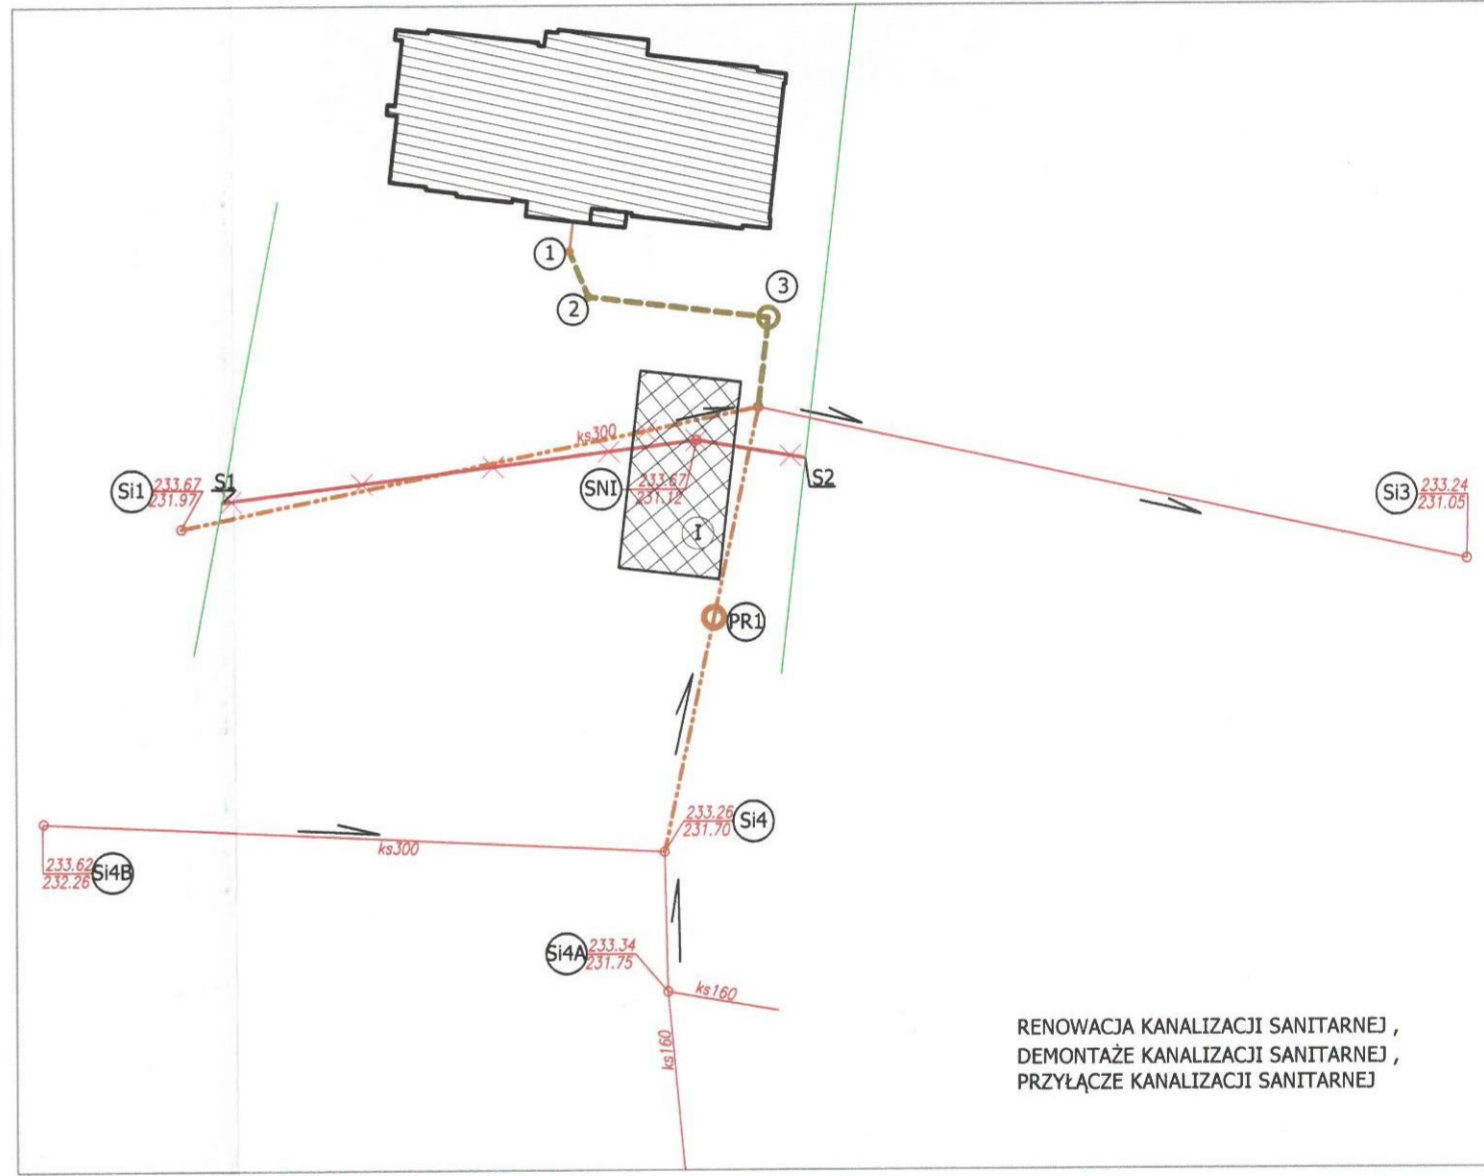 1
2
3
ks300
Si1
233.67
231.97
S1
SNI
233.67
231.12
S2
I
Si3
233.24
231.05
PR1
233.26
231.70
Si4
ks300
233.62
232.26
Si4B
Si4A
233.34
231.75
ks160
ks160
RENOWACJA KANALIZACJI SANITARNEJ ,
DEMONTAŻE KANALIZACJI SANITARNEJ ,
PRZYŁĄCZE KANALIZACJI SANITARNEJ